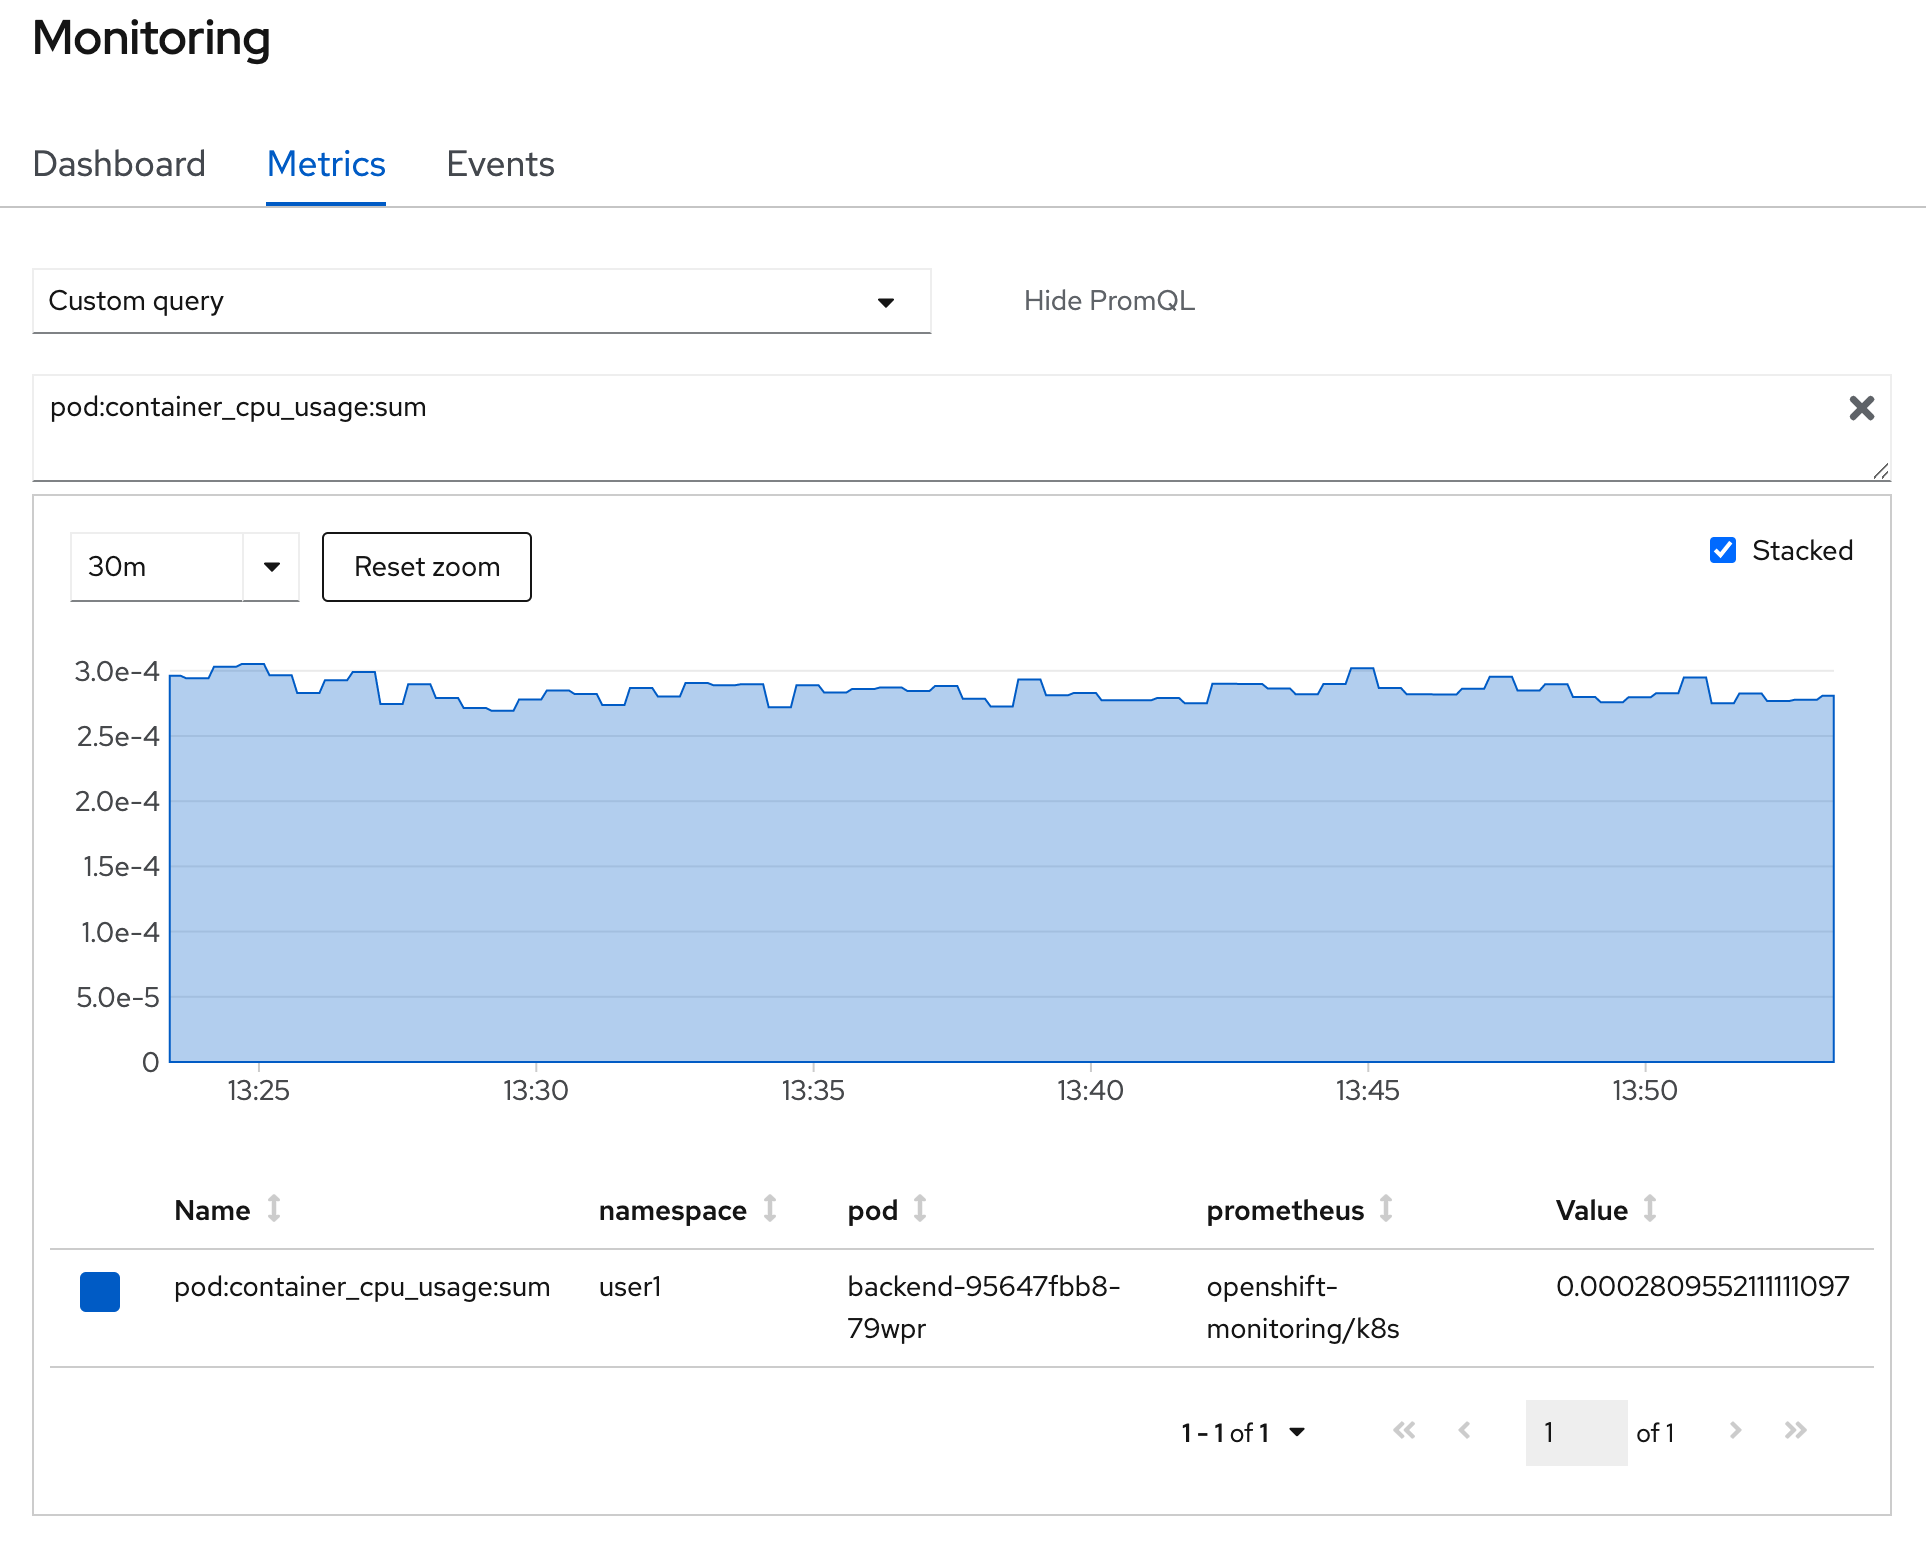 Monitoring
Dashboard Metrics Events
Custom query Hide PromQL
pod:container_cpu_usage:sum
30m Reset zoom Stacked
3.0e-4
2.5e-4
2.0e-4
1.5e-4
1.0e-4
5.0e-5
0
13:25 13:30 13:35 13:40 13:45 13:50
Name namespace pod prometheus Value
pod:container_cpu_usage:sum user1 backend-95647fbb8- openshift- 0.0002809552111111097
79wpr monitoring/k8s
1 - 1 of 1 1 of 1